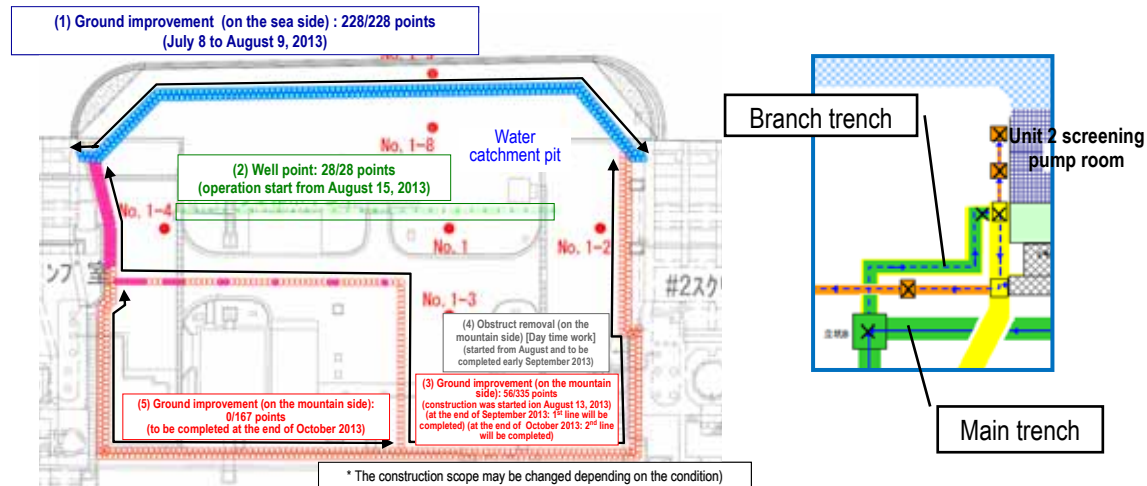 (1) Ground improvement (on the sea side) : 228/228 points
(July 8 to August 9, 2013)
No. 1-8
Water
catchment pit
(2) Well point: 28/28 points
(operation start from August 15, 2013)
No. 1-4
No. 1
No. 1-2
ンプ 室
#2スク
No. 1-3
(4) Obstruct removal (on the
mountain side) [Day time work]
(started from August and to be
completed early September 2013)
(3) Ground improvement (on the mountain
side): 56/335 points
(construction was started ion August 13, 2013)
(at the end of September 2013: 1st line will be
completed) (at the end of October 2013: 2nd line
will be completed)
(5) Ground improvement (on the mountain side):
0/167 points
(to be completed at the end of October 2013)
* The construction scope may be changed depending on the condition)
Branch trench
Unit 2 screening
pump room
Main trench